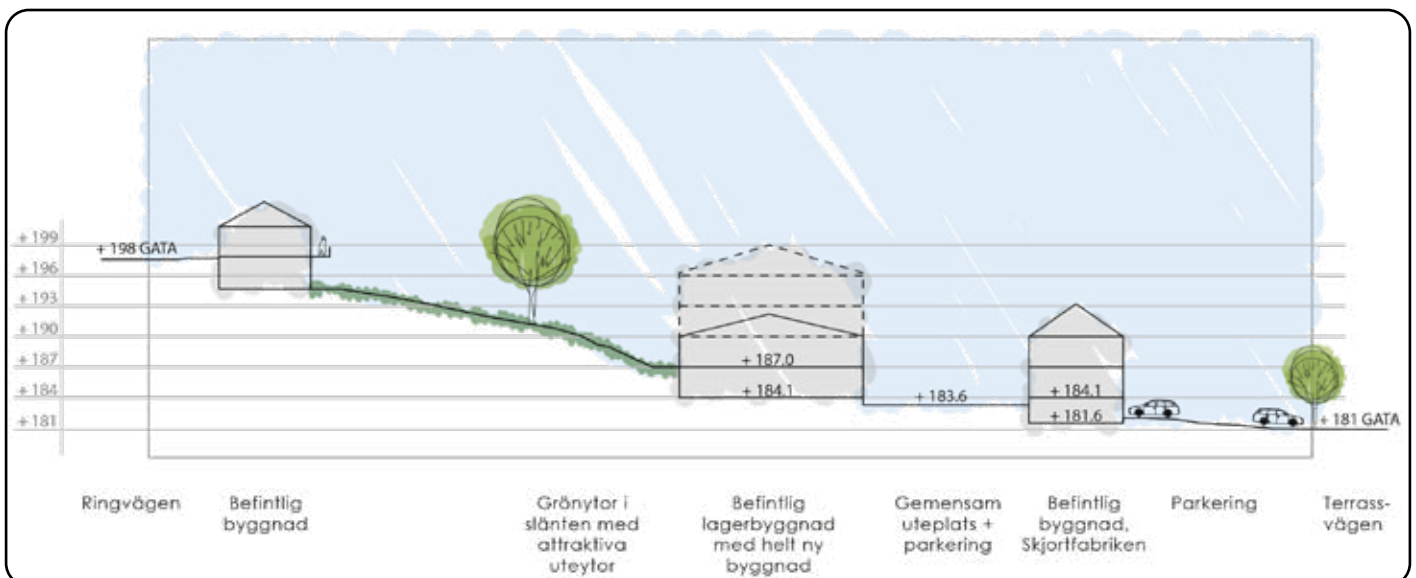 + 199
+ 198 GATA
+ 196
+ 193
+ 190
+ 187
+ 187.0
+ 184
+ 184.1
+ 183.6
+ 184.1
+ 181
+ 181.6
+ 181 GATA
Ringvägen
Befintlig
byggnad
Grönytor i
slänten med
attraktiva
uteytor
Befintlig
lagerbyggnad
med helt ny
byggnad
Gemensam
uteplats +
parkering
Befintlig
byggnad,
Skjortfabriken
Parkering
Terrass-
vägen